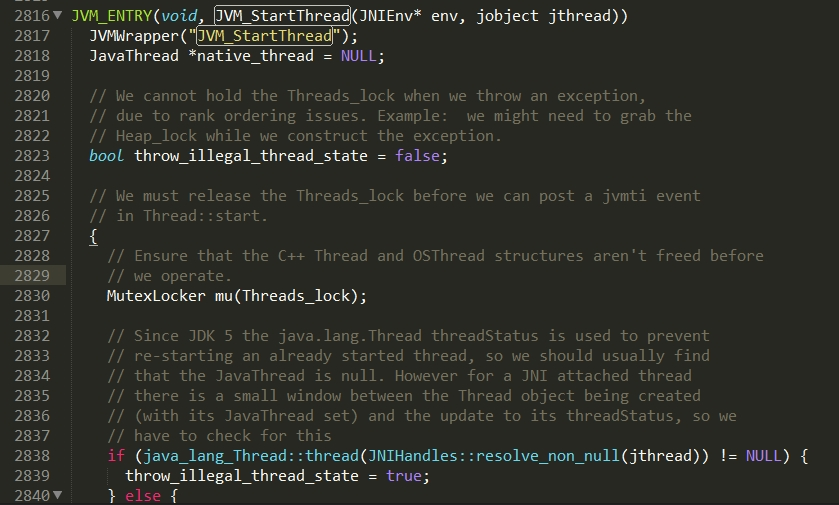 2816 JVM_ENTRY(void, JVM_StartThread(JNIEnv* env, jobject jthread))
2817 JVMWrapper("JVM_StartThread");
2818 JavaThread *native_thread = NULL;
2819
2820 // We cannot hold the Threads_lock when we throw an exception,
2821 // due to rank ordering issues. Example:  we might need to grab the
2822 // Heap_lock while we construct the exception.
2823 bool throw_illegal_thread_state = false;
2824
2825 // We must release the Threads_lock before we can post a jvmti event
2826 // in Thread::start.
2827 {
2828 // Ensure that the C++ Thread and OSThread structures aren't freed before
2829 // we operate.
2830 MutexLocker mu(Threads_lock);
2831
2832 // Since JDK 5 the java.lang.Thread threadStatus is used to prevent
2833 // re-starting an already started thread, so we should usually find
2834 // that the JavaThread is null. However for a JNI attached thread
2835 // there is a small window between the Thread object being created
2836 // (with its JavaThread set) and the update to its threadStatus, so we
2837 // have to check for this
2838 if (java_lang_Thread::thread(JNIHandles::resolve_non_null(jthread)) != NULL) {
2839 throw_illegal_thread_state = true;
2840 } else {